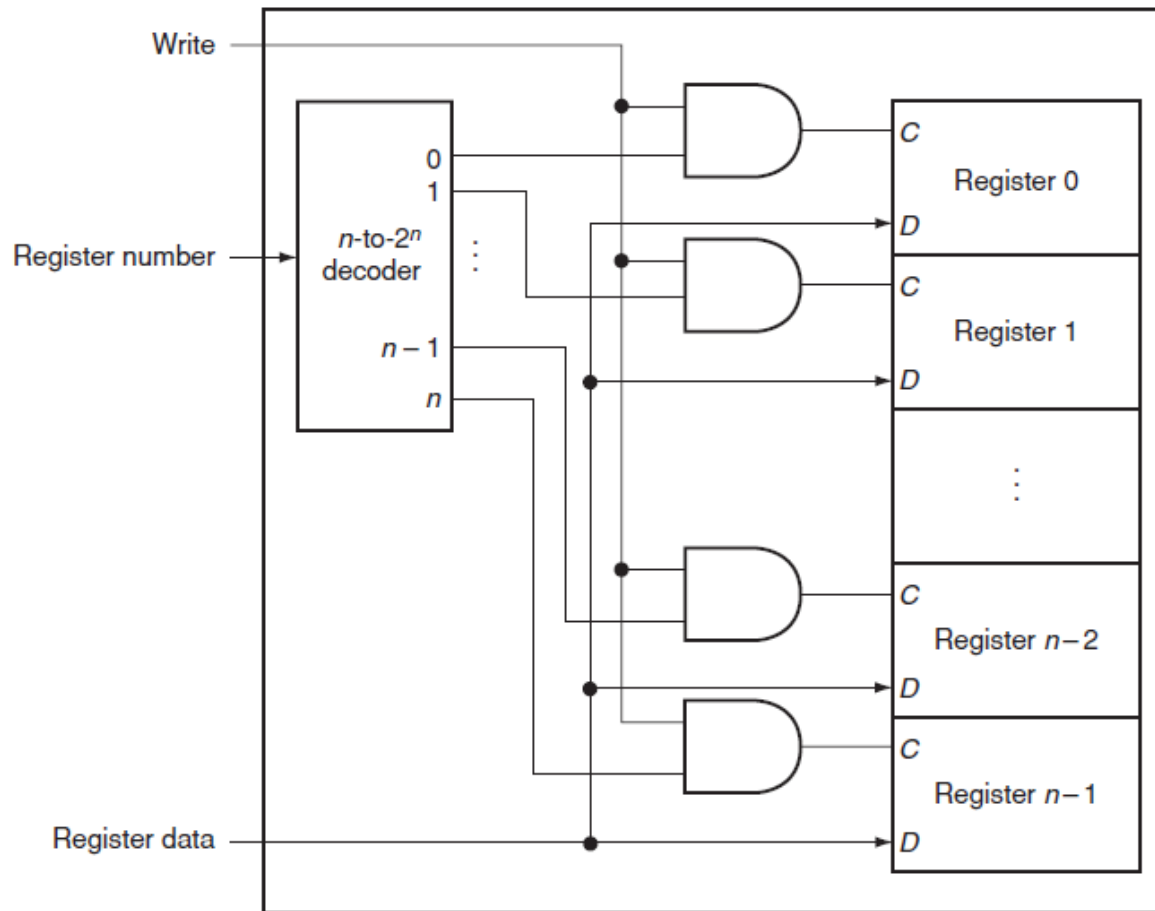 Write
C
0
Register 0
1
n-to-2ⁿ
decoder
⋮
D
Register number
C
Register 1
n – 1
D
n
⋮
C
Register n – 2
D
C
Register n – 1
Register data
D